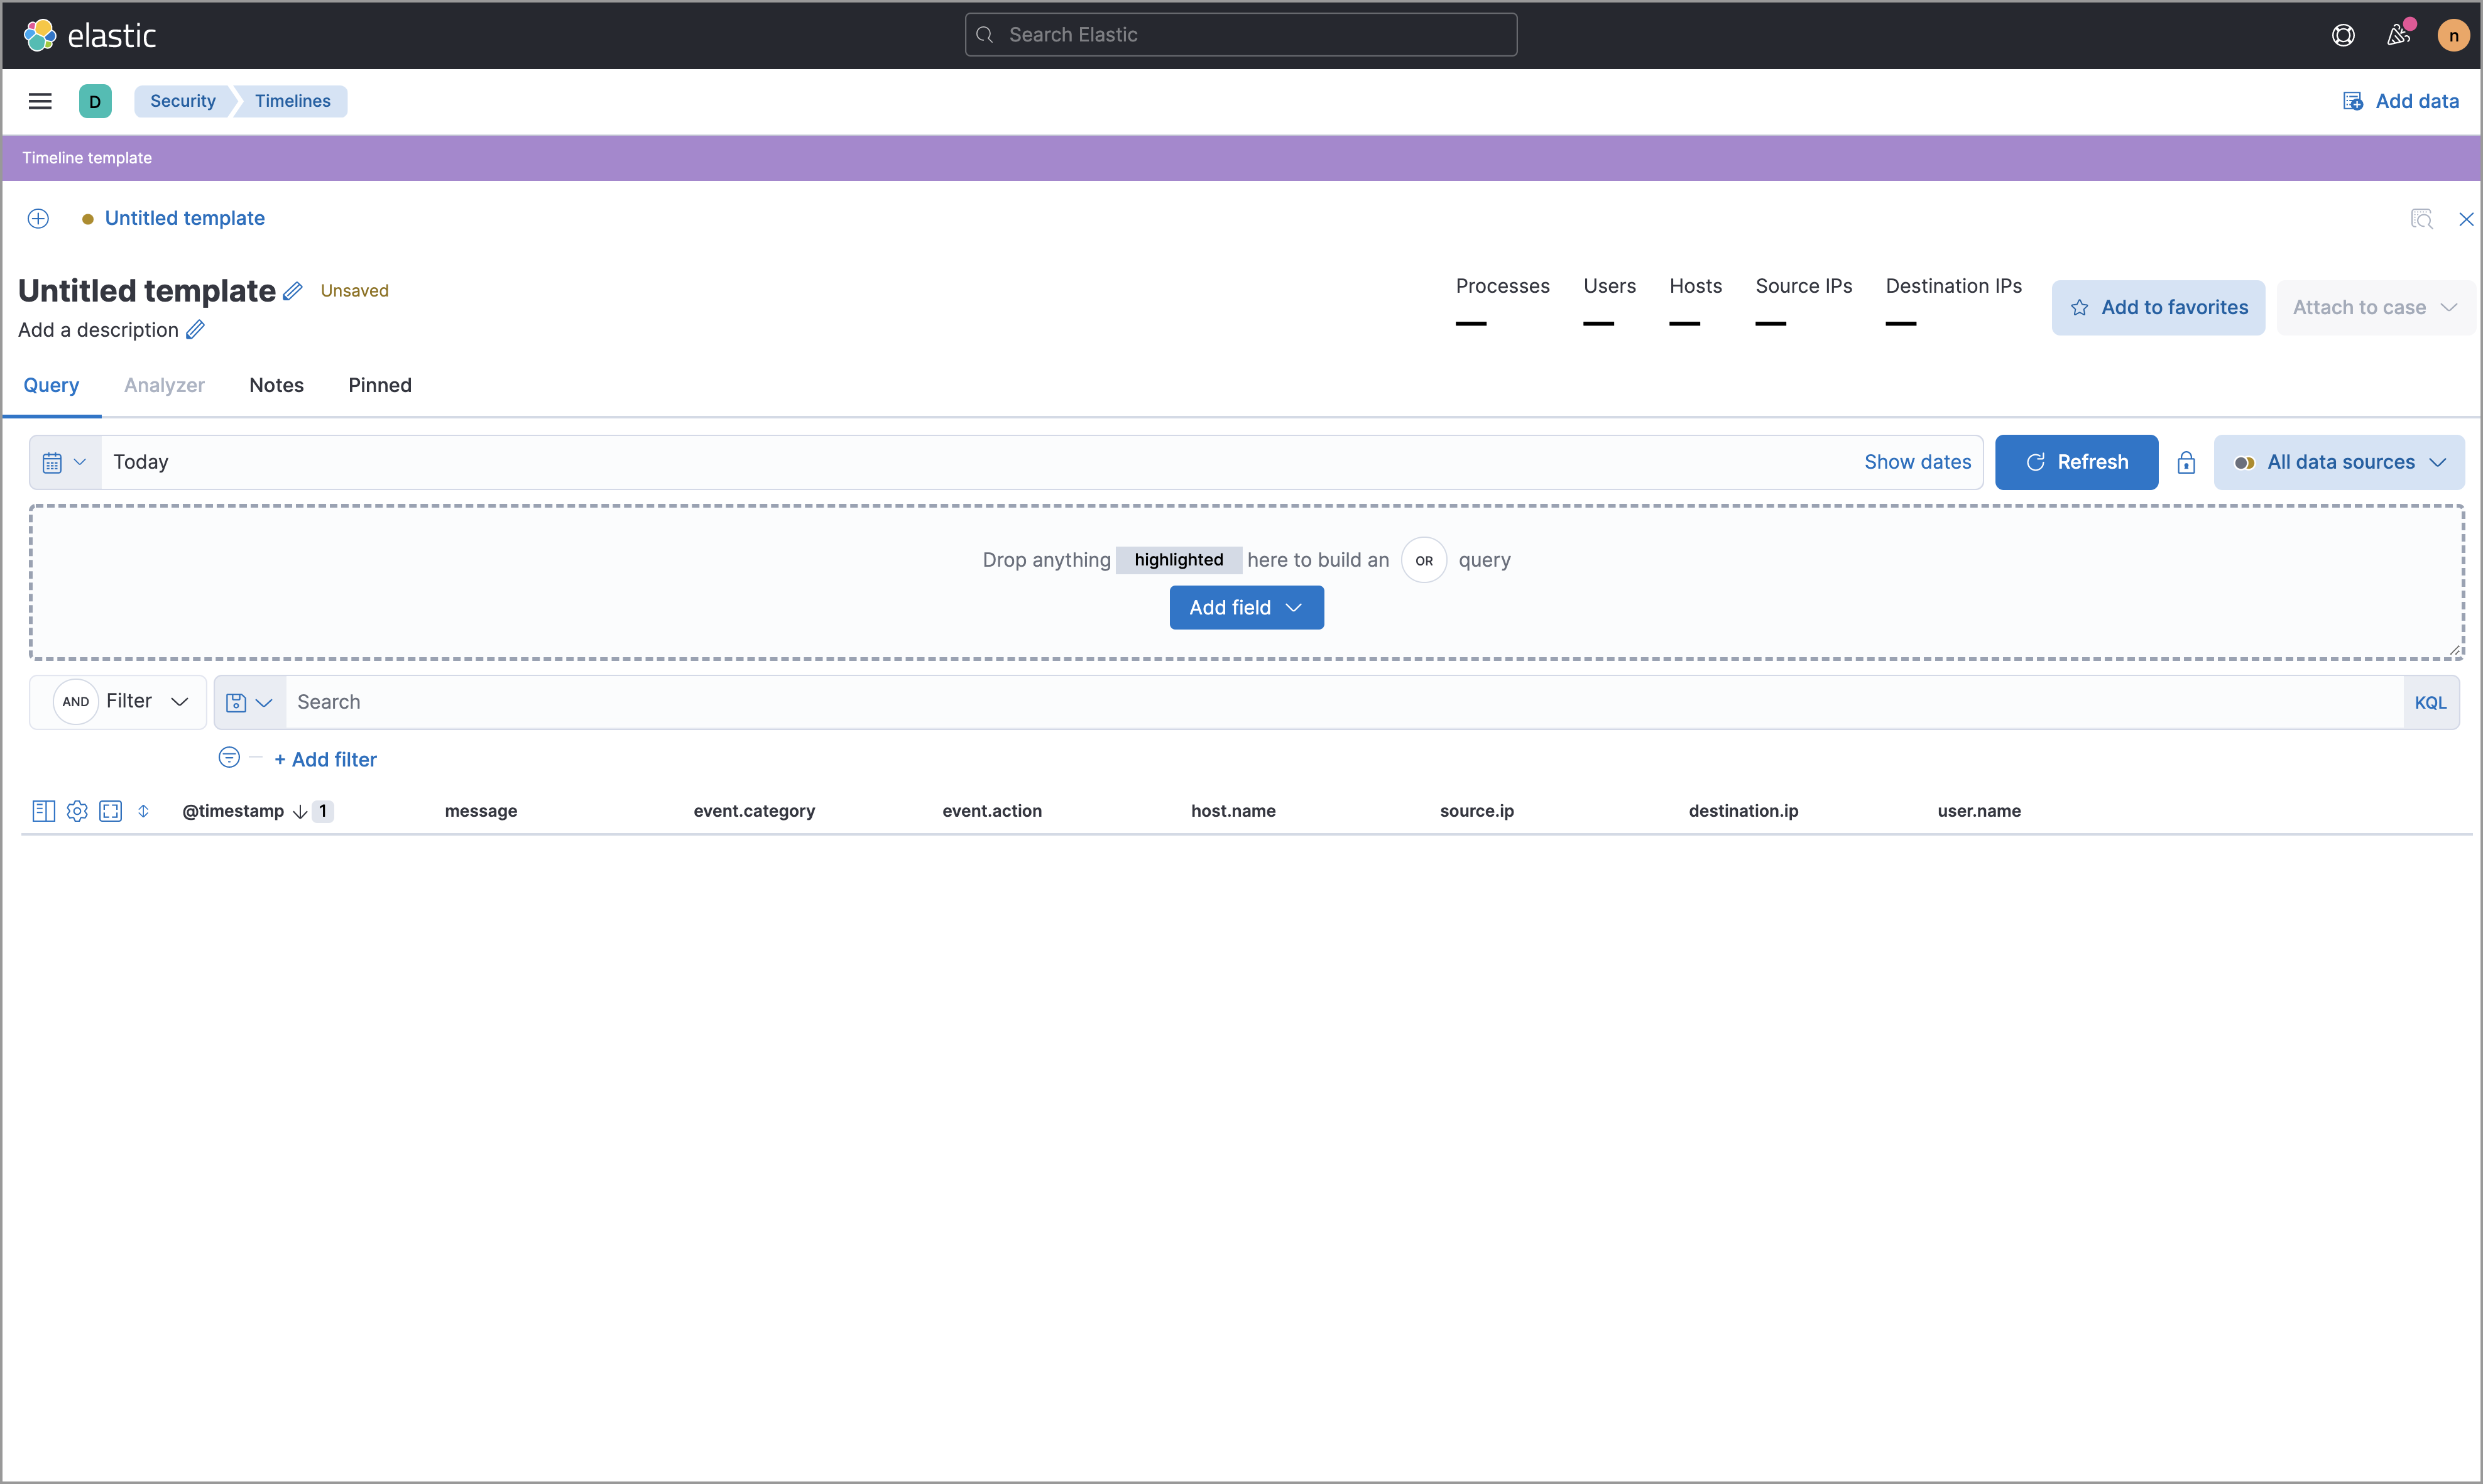 elastic
Search Elastic
n
D
Security
Timelines
Add data
Timeline template
Untitled template
Untitled template
Unsaved
Add a description
Processes
Users
Hosts
Source IPs
Destination IPs
Add to favorites
Attach to case
Query
Analyzer
Notes
Pinned
Today
Show dates
Refresh
All data sources
Drop anything highlighted here to build an OR query
Add field
AND Filter
Search
KQL
+ Add filter
@timestamp 1
message
event.category
event.action
host.name
source.ip
destination.ip
user.name